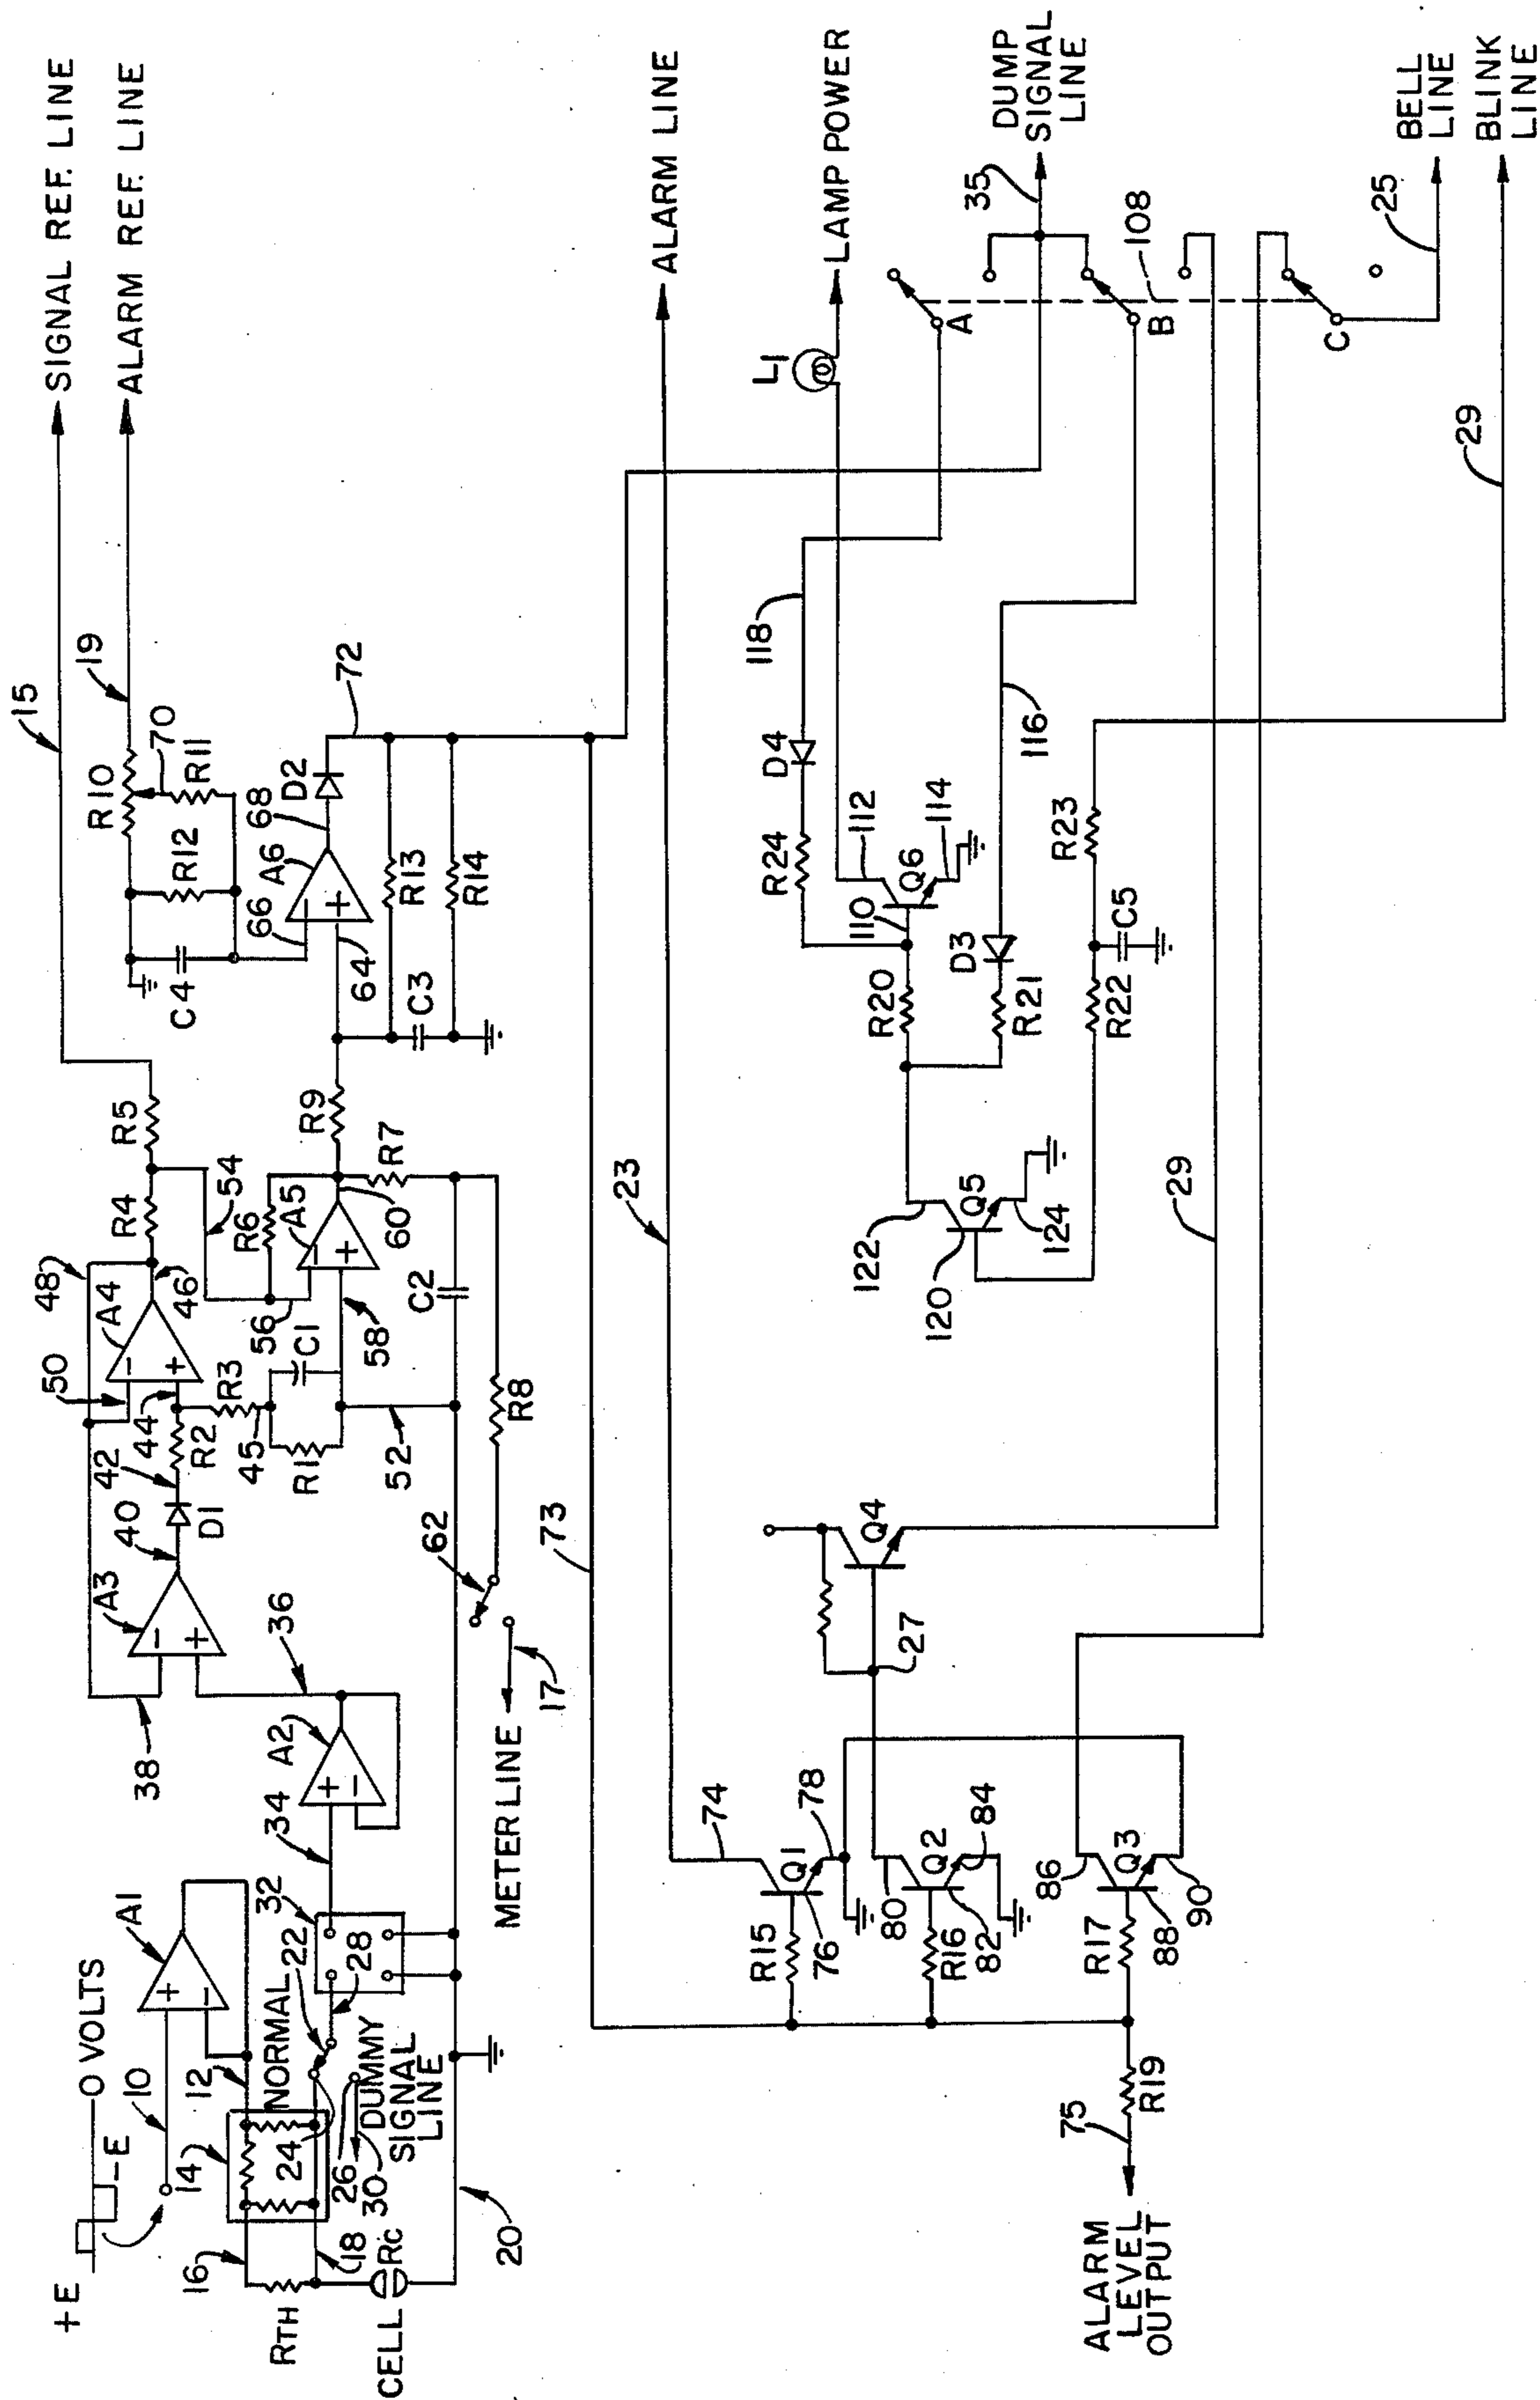 +E
O VOLTS
-E
10
12
14
16
18
RTH
CELL
RC
20
A1
NORMAL
22
24
26
28
30
DUMMY
SIGNAL
LINE
32
34
A2
36
38
A3
40
D1
42
R2
44
50
A4
46
48
R3
45
R1
C1
52
R4
R5
54
56
R6
A5
58
60
R7
C2
R8
62
17
METER LINE
R9
15
SIGNAL REF. LINE
19
ALARM REF. LINE
R10
70
R11
R12
C4
66
A6
68
D2
64
72
R13
C3
R14
73
23
ALARM LINE
74
Q1
78
R15
76
80
Q2
84
R16
82
86
Q3
R17
88
90
R19
75
ALARM
LEVEL
OUTPUT
27
Q4
29
122
Q5
120
124
R20
R21
D3
110
Q6
112
114
R24
D4
118
116
R22
C5
R23
29
L1
LAMP POWER
35
DUMP
SIGNAL
LINE
A
B
C
108
25
BELL
LINE
BLINK
LINE
+
-
+
-
-
+
-
+
-
+
-
+